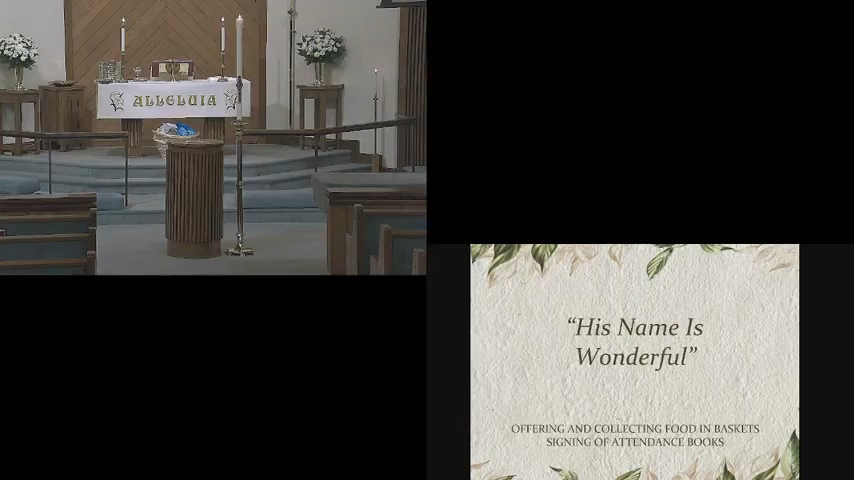 ALLELUIA
“His Name Is
Wonderful”
OFFERING AND COLLECTING FOOD IN BASKETS
SIGNING OF ATTENDANCE BOOKS